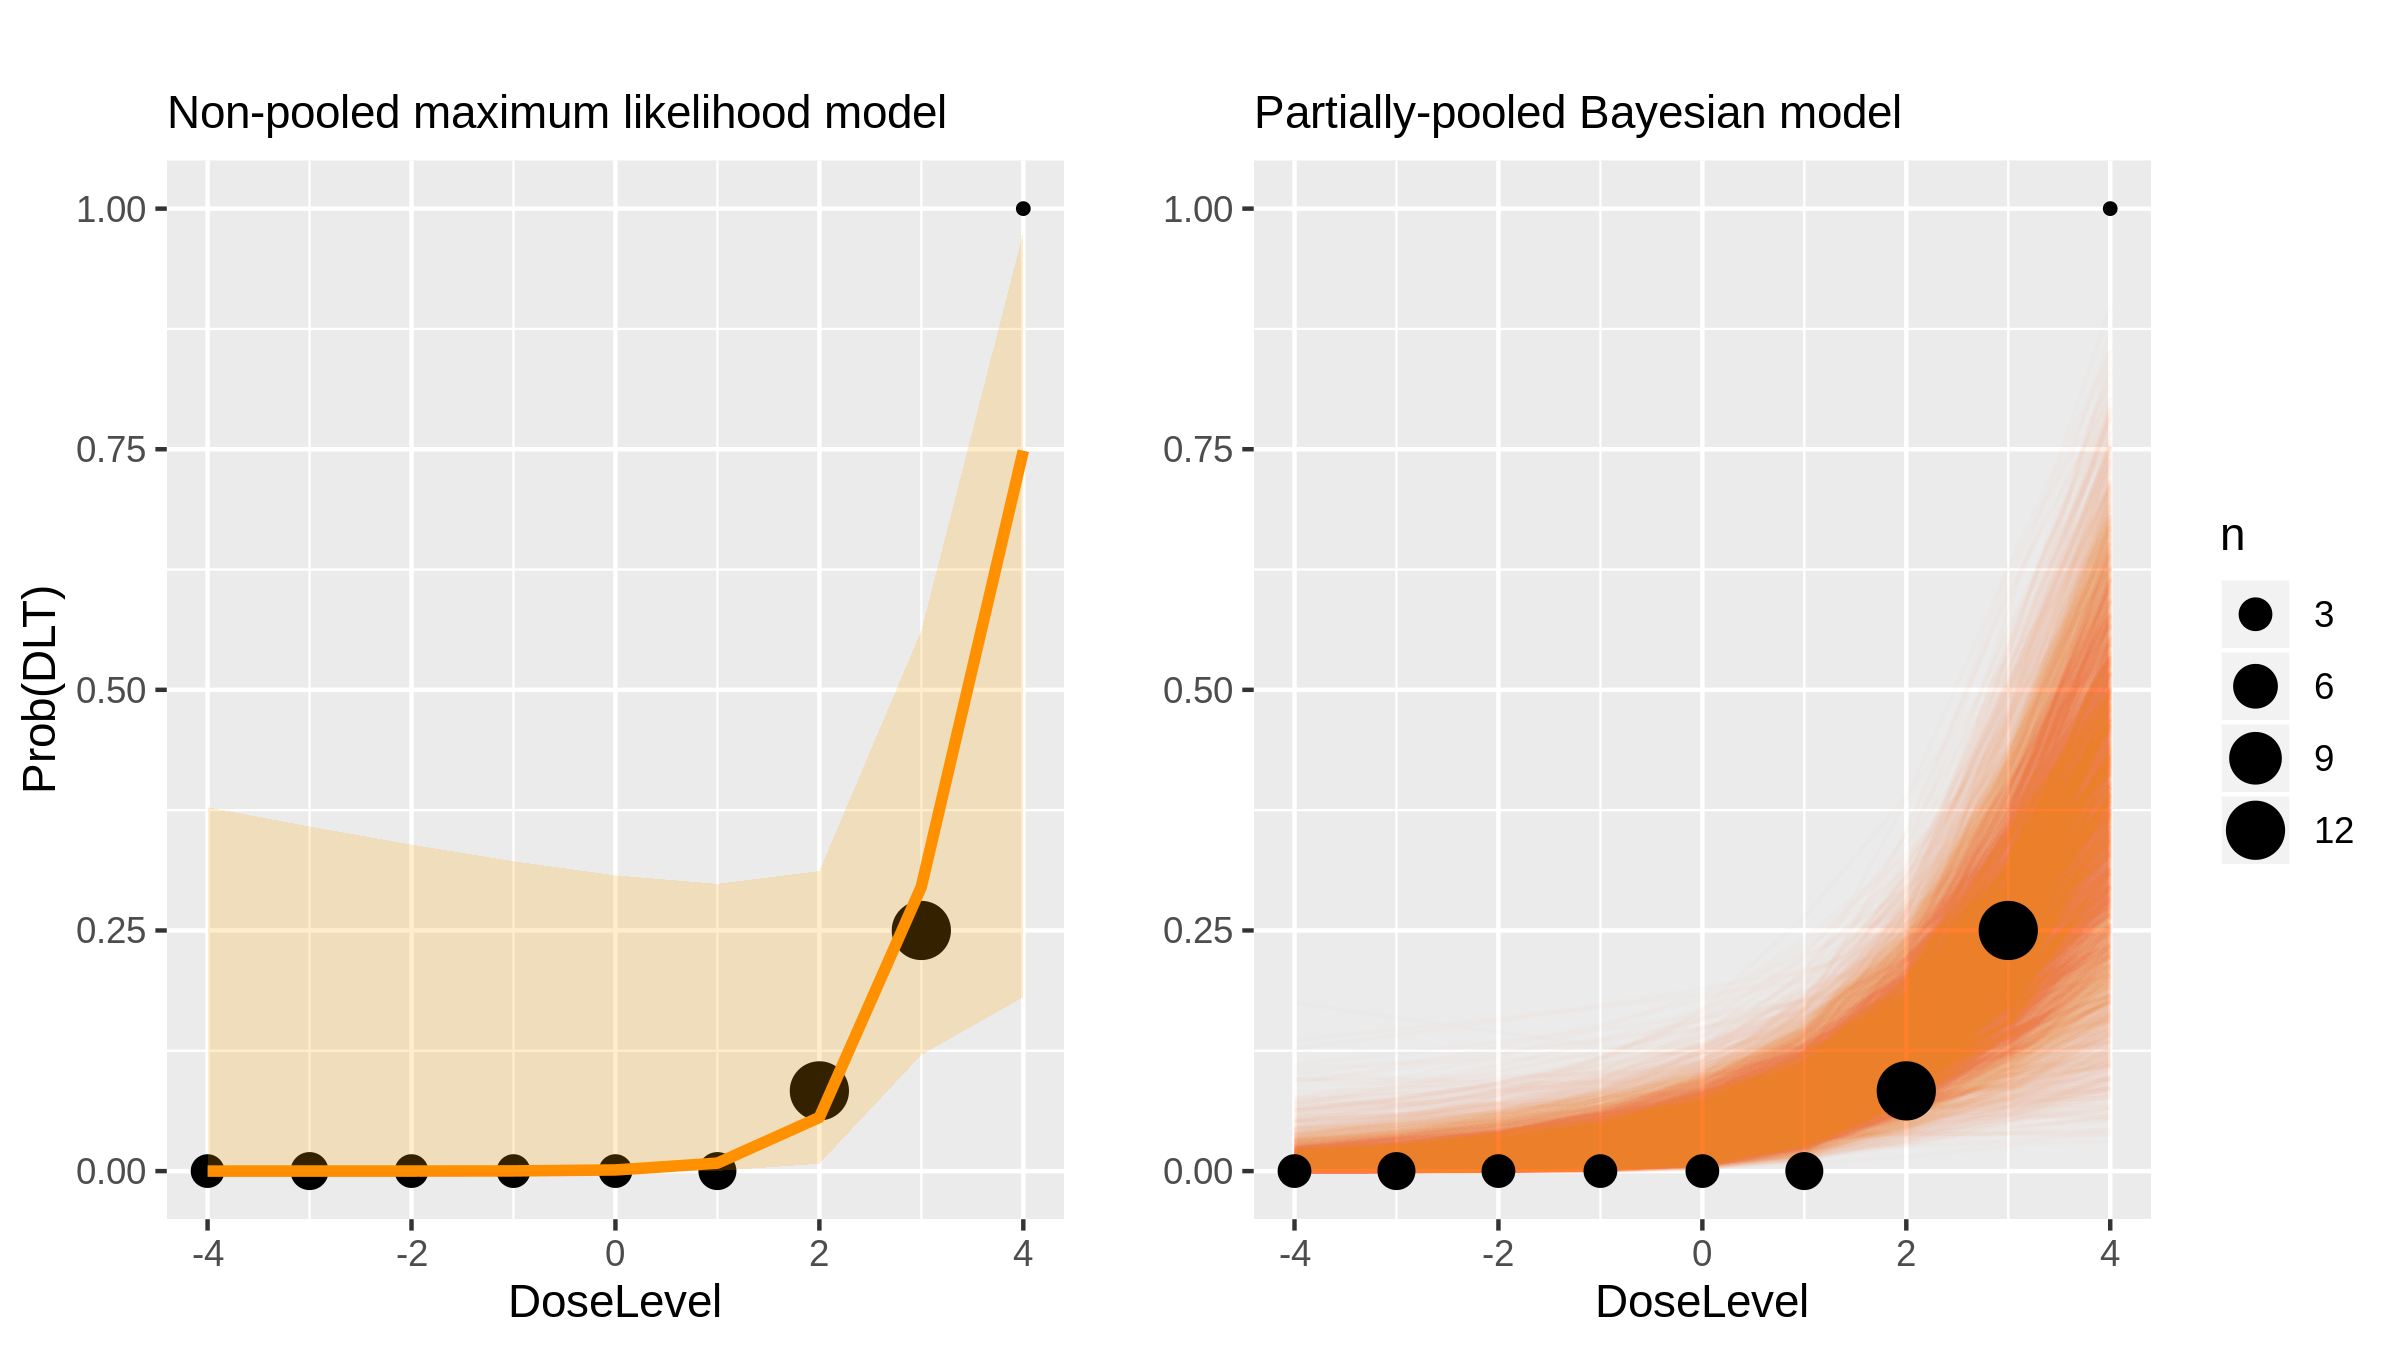 Non-pooled maximum likelihood model
Prob(DLT)
1.00
0.75
0.50
0.25
0.00
-4 -2 0 2 4
DoseLevel
Partially-pooled Bayesian model
1.00
0.75
0.50
0.25
0.00
-4 -2 0 2 4
DoseLevel
n
3
6
9
12